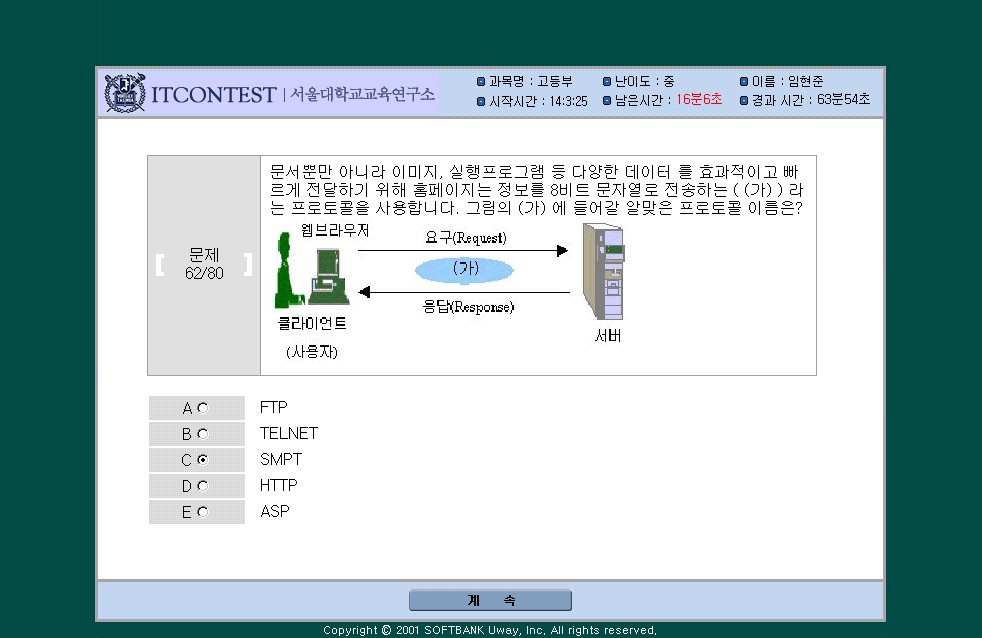 ITCONTEST | 서울대학교교육연구소
과목명 : 고등부 난이도 : 중 이름 : 임현준
시작시간 : 14:3:25 남은시간 : 16분6초 경과 시간 : 63분54초
문제
62/80
문서뿐만 아니라 이미지, 실행프로그램 등 다양한 데이터 를 효과적이고 빠
르게 전달하기 위해 홈페이지는 정보를 8비트 문자열로 전송하는 ( (가) ) 라
는 프로토콜을 사용합니다. 그림의 (가) 에 들어갈 알맞은 프로토콜 이름은?
웹브라우저
요구(Request)
(가)
응답(Response)
클라이언트
(사용자)
서버
A FTP
B TELNET
C SMPT
D HTTP
E ASP
계 속
Copyright © 2001 SOFTBANK Uway, Inc, All rights reserved,